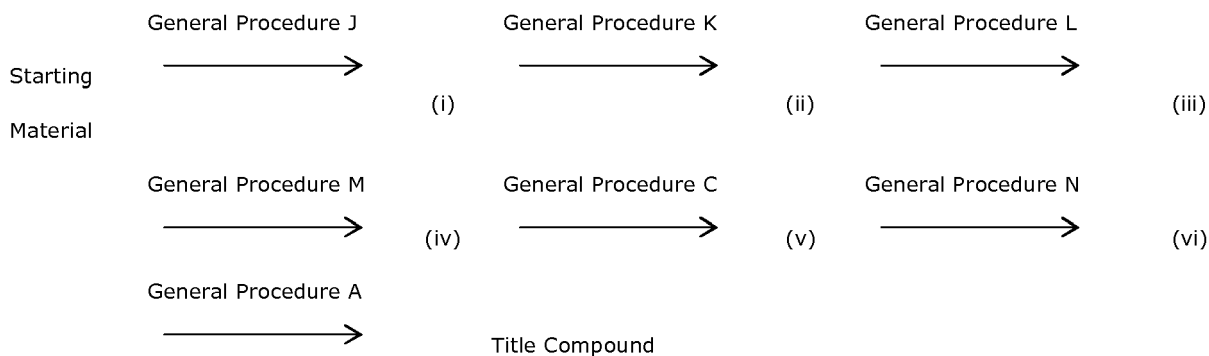 General Procedure J General Procedure K General Procedure L
Starting
(i) (ii) (iii)
Material
General Procedure M General Procedure C General Procedure N
(iv) (v) (vi)
General Procedure A
Title Compound